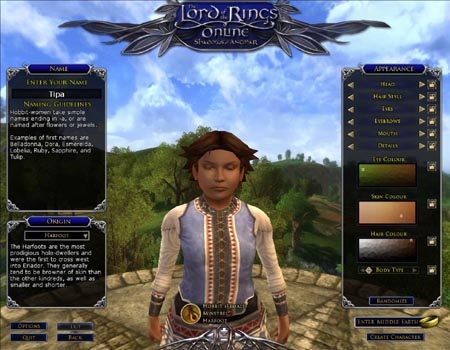 The
Lord of the Rings
Online
Shadows of Angmar
Name
Enter Your Name
Tipa
Naming Guidelines
Hobbit-women take simple
names ending in -a, or are
named after flowers or jewels.
Examples of first names are
Belladonna, Dora, Esmerelda,
Lobelia, Ruby, Sapphire, and
Tulip.
Origin
Harfoot
The Harfoots are the most
prodigious hole-dwellers and
were the first to cross west
into Eriador. They generally
tend to be browner of skin than
the other kindreds, as well as
smaller and shorter.
Options
Exit
Quit
Back
Hobbit (Female)
Minstrel
Harfoot
Appearance
Head
Hair Style
Eyes
Eyebrows
Mouth
Details
Eye Colour
Skin Colour
Hair Colour
Body Type
Randomize
Enter Middle Earth
Create Character